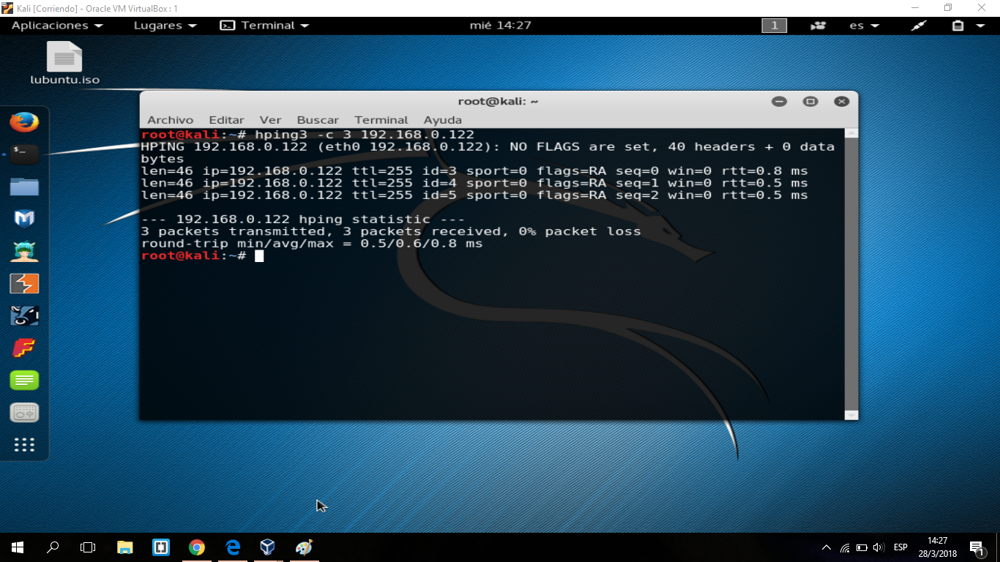 Kali [Corriendo] - Oracle VM VirtualBox : 1
Aplicaciones Lugares Terminal mié 14:27 1 es
lubuntu.iso
root@kali: ~
Archivo Editar Ver Buscar Terminal Ayuda
root@kali:~# hping3 -c 3 192.168.0.122
HPING 192.168.0.122 (eth0 192.168.0.122): NO FLAGS are set, 40 headers + 0 data
bytes
len=46 ip=192.168.0.122 ttl=255 id=3 sport=0 flags=RA seq=0 win=0 rtt=0.8 ms
len=46 ip=192.168.0.122 ttl=255 id=4 sport=0 flags=RA seq=1 win=0 rtt=0.5 ms
len=46 ip=192.168.0.122 ttl=255 id=5 sport=0 flags=RA seq=2 win=0 rtt=0.5 ms
--- 192.168.0.122 hping statistic ---
3 packets transmitted, 3 packets received, 0% packet loss
round-trip min/avg/max = 0.5/0.6/0.8 ms
root@kali:~#
ESP
14:27
28/3/2018
1